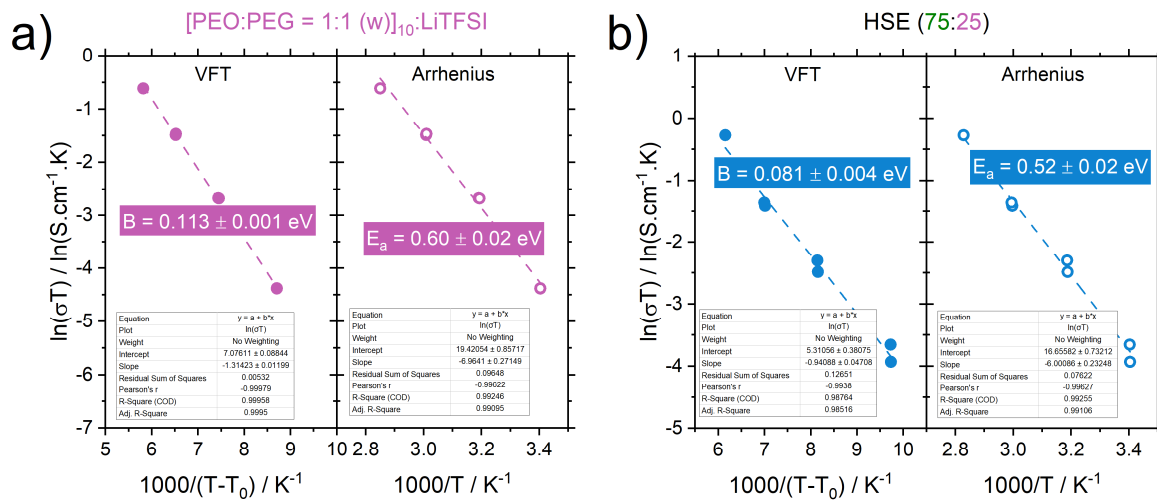 a)
[PEO:PEG = 1:1 (w)]10:LiTFSI
VFT
Arrhenius
0
-1
-2
-3
-4
-5
-6
-7
ln(σT) / ln(S.cm-1.K)
B = 0.113 ± 0.001 eV
Ea = 0.60 ± 0.02 eV
Equation y = a + b*x
Plot ln(σT)
Weight No Weighting
Intercept 7.07611 ± 0.08844
Slope -1.31423 ± 0.01199
Residual Sum of Squares 0.00532
Pearson's r -0.99979
R-Square (COD) 0.99958
Adj. R-Square 0.9995
Equation y = a + b*x
Plot ln(σT)
Weight No Weighting
Intercept 19.42054 ± 0.85717
Slope -6.9641 ± 0.27149
Residual Sum of Squares 0.09648
Pearson's r -0.99622
R-Square (COD) 0.99246
Adj. R-Square 0.99095
5 6 7 8 9 10
2.8 3.0 3.2 3.4
1000/(T-T0) / K-1
1000/T / K-1
b)
HSE (75:25)
VFT
Arrhenius
1
0
-1
-2
-3
-4
-5
ln(σT) / ln(S.cm-1.K)
B = 0.081 ± 0.004 eV
Ea = 0.52 ± 0.02 eV
Equation y = a + b*x
Plot ln(σT)
Weight No Weighting
Intercept 5.31056 ± 0.38075
Slope -0.94088 ± 0.04708
Residual Sum of Squares 0.12651
Pearson's r -0.9938
R-Square (COD) 0.98764
Adj. R-Square 0.98516
Equation y = a + b*x
Plot ln(σT)
Weight No Weighting
Intercept 16.65582 ± 0.73212
Slope -6.00086 ± 0.23248
Residual Sum of Squares 0.07622
Pearson's r -0.99627
R-Square (COD) 0.99255
Adj. R-Square 0.99106
6 7 8 9 10
2.8 3.0 3.2 3.4
1000/(T-T0) / K-1
1000/T / K-1